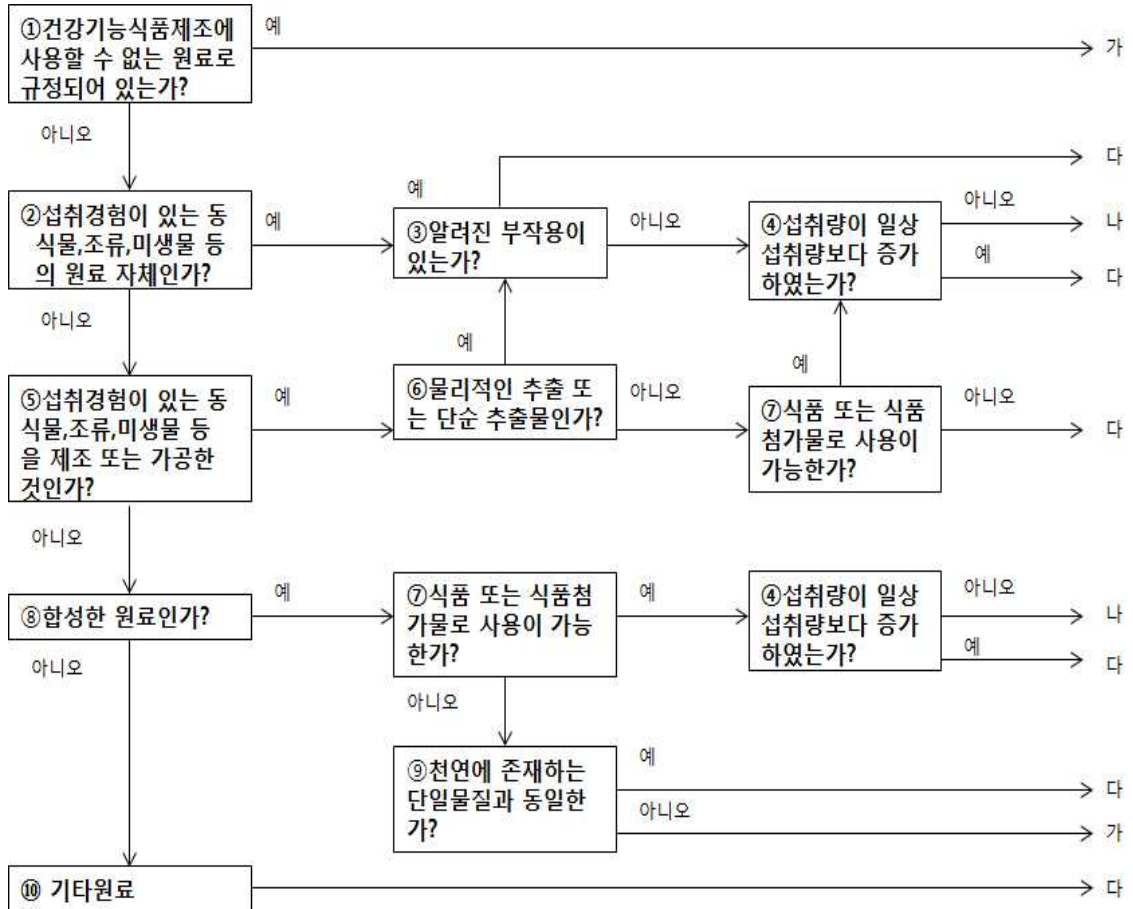 ①건강기능식품제조에
사용할 수 없는 원료로
규정되어 있는가?
예
가
아니오
다
②섭취경험이 있는 동
식물,조류,미생물 등
의 원료 자체인가?
예
예
③알려진 부작용이
있는가?
아니오
④섭취량이 일상
섭취량보다 증가
하였는가?
아니오
나
예
다
아니오
예
예
⑤섭취경험이 있는 동
식물,조류,미생물 등
을 제조 또는 가공한
것인가?
예
⑥물리적인 추출 또
는 단순 추출물인가?
아니오
⑦식품 또는 식품
첨가물로 사용이
가능한가?
아니오
다
아니오
⑧합성한 원료인가?
예
⑦식품 또는 식품첨
가물로 사용이 가능
한가?
예
④섭취량이 일상
섭취량보다 증가
하였는가?
아니오
나
예
다
아니오
아니오
⑨천연에 존재하는
단일물질과 동일한
가?
예
다
아니오
가
⑩ 기타원료
다